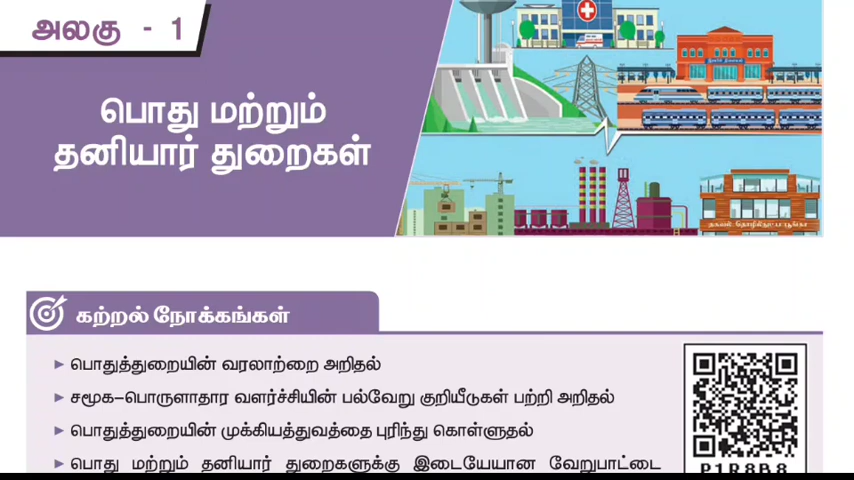 அலகு - 1
பொது மற்றும்
தனியார் துறைகள்
கற்றல் நோக்கங்கள்
பொதுத்துறையின் வரலாற்றை அறிதல்
சமூக–பொருளாதார வளர்ச்சியின் பல்வேறு குறியீடுகள் பற்றி அறிதல்
பொதுத்துறையின் முக்கியத்துவத்தை புரிந்து கொள்ளுதல்
பொது மற்றும் தனியார் துறைகளுக்கு இடையேயான வேறுபாட்டை
P1R8B8